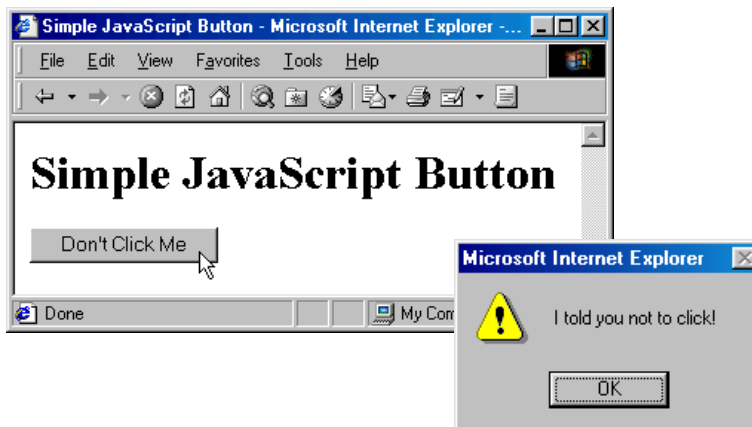 Simple JavaScript Button - Microsoft Internet Explorer -...
File Edit View Favorites Tools Help
Simple JavaScript Button
Don't Click Me
Done
My Com
Microsoft Internet Explorer
I told you not to click!
OK